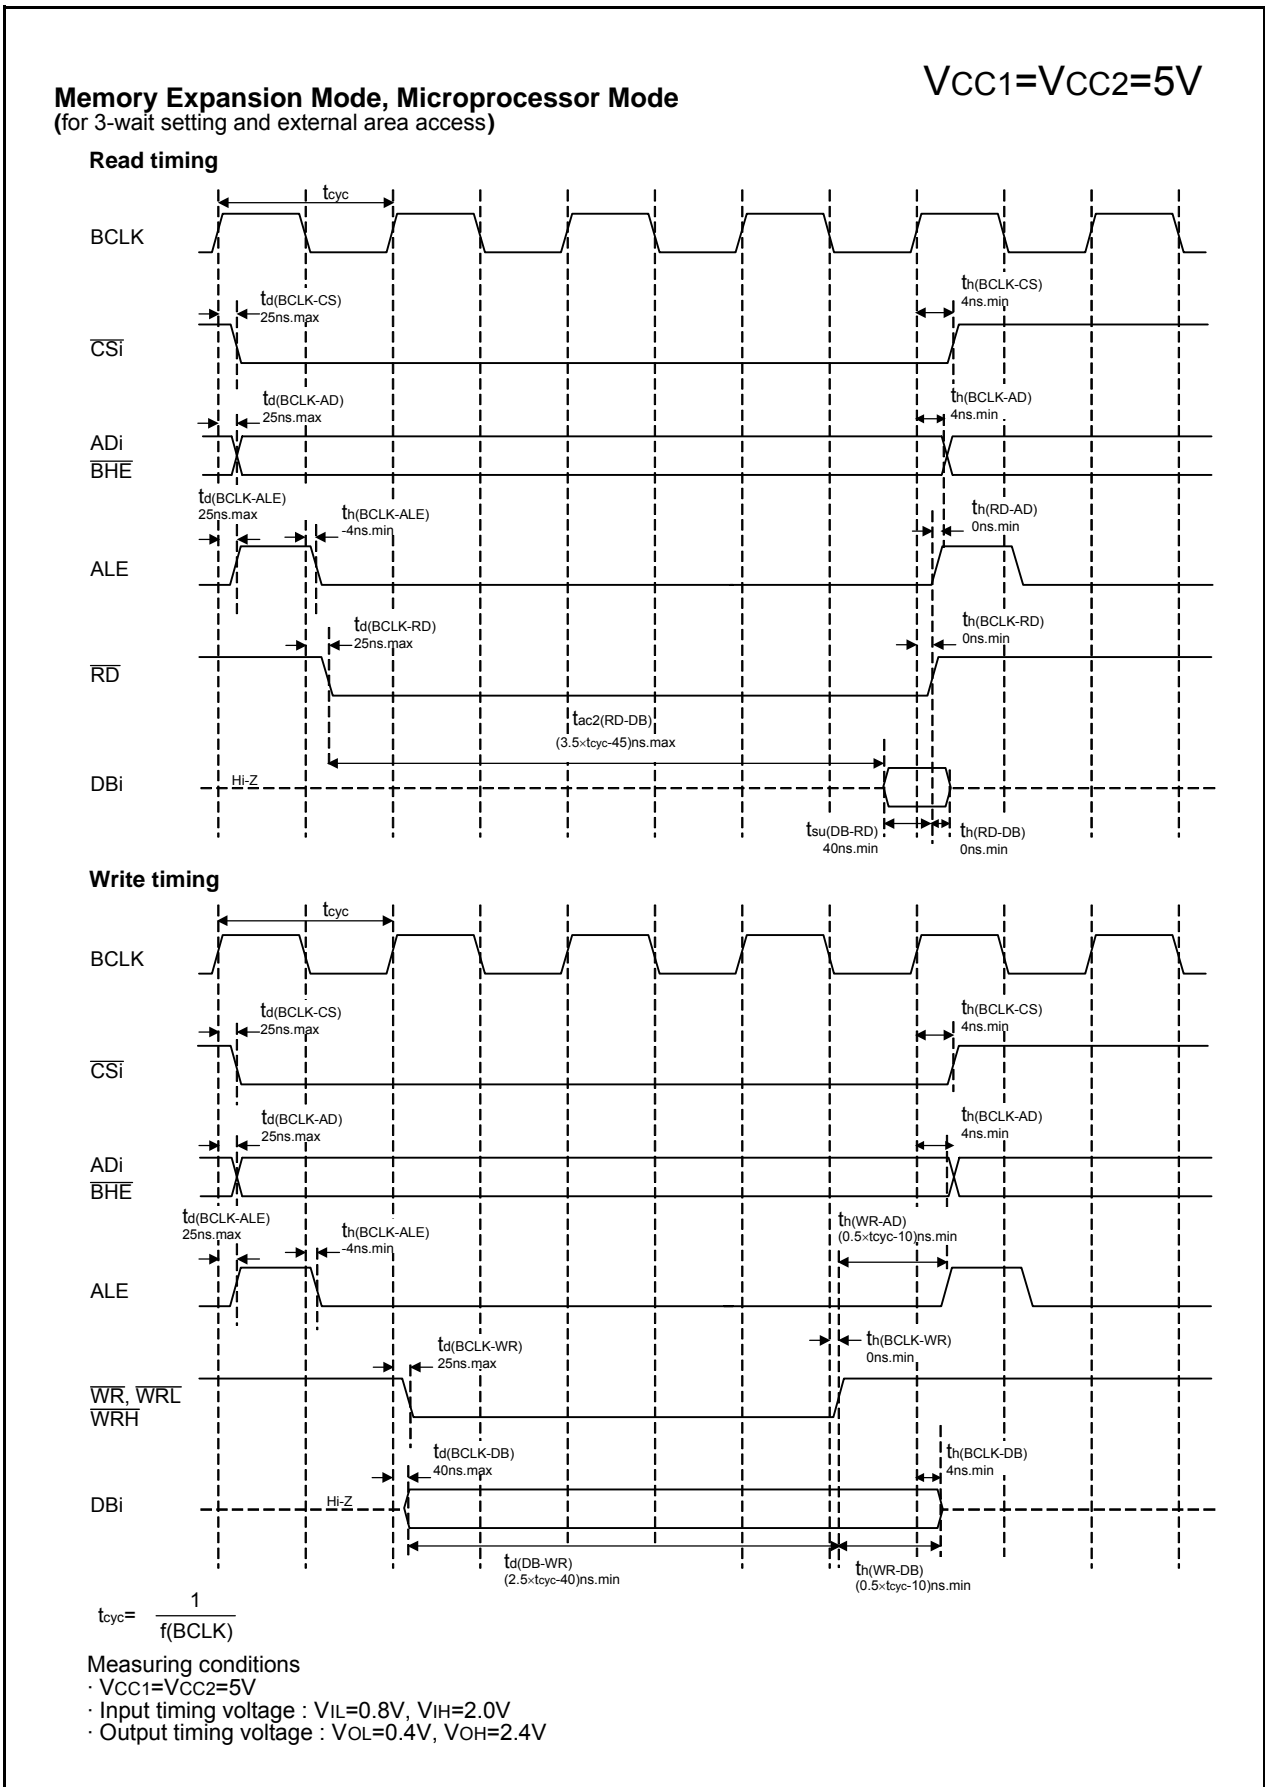 VCC1=VCC2=5V
Memory Expansion Mode, Microprocessor Mode
(for 3-wait setting and external area access)
Read timing
tcyc
BCLK
td(BCLK-CS)
25ns.max
th(BCLK-CS)
4ns.min
CSi
td(BCLK-AD)
25ns.max
th(BCLK-AD)
4ns.min
ADi
BHE
td(BCLK-ALE)
25ns.max
th(BCLK-ALE)
-4ns.min
th(RD-AD)
0ns.min
ALE
td(BCLK-RD)
25ns.max
th(BCLK-RD)
0ns.min
RD
tac2(RD-DB)
(3.5×tcyc-45)ns.max
DBi
Hi-Z
tsu(DB-RD)
40ns.min
th(RD-DB)
0ns.min
Write timing
tcyc
BCLK
td(BCLK-CS)
25ns.max
th(BCLK-CS)
4ns.min
CSi
td(BCLK-AD)
25ns.max
th(BCLK-AD)
4ns.min
ADi
BHE
td(BCLK-ALE)
25ns.max
th(BCLK-ALE)
-4ns.min
th(WR-AD)
(0.5×tcyc-10)ns.min
ALE
td(BCLK-WR)
25ns.max
th(BCLK-WR)
0ns.min
WR, WRL
WRH
td(BCLK-DB)
40ns.max
th(BCLK-DB)
4ns.min
DBi
Hi-Z
td(DB-WR)
(2.5×tcyc-40)ns.min
th(WR-DB)
(0.5×tcyc-10)ns.min
tcyc= 1
f(BCLK)
Measuring conditions
· VCC1=VCC2=5V
· Input timing voltage : VIL=0.8V, VIH=2.0V
· Output timing voltage : VOL=0.4V, VOH=2.4V